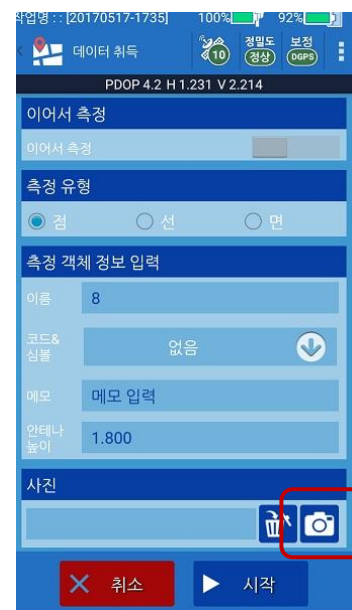 작업명 : : [20170517-1735] 100% 92%
데이터 취득 10 정밀도 정상 보정 DGPS
PDOP 4.2 H 1.231 V 2.214
이어서 측정
이어서 측정
측정 유형
점 선 면
측정 객체 정보 입력
이름 8
코드&
심볼 없음
메모 메모 입력
안테나
높이 1.800
사진
취소 시작